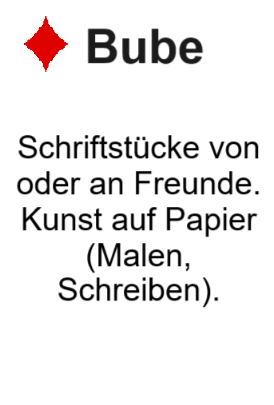 Bube
Schriftstücke von
oder an Freunde.
Kunst auf Papier
(Malen,
Schreiben).